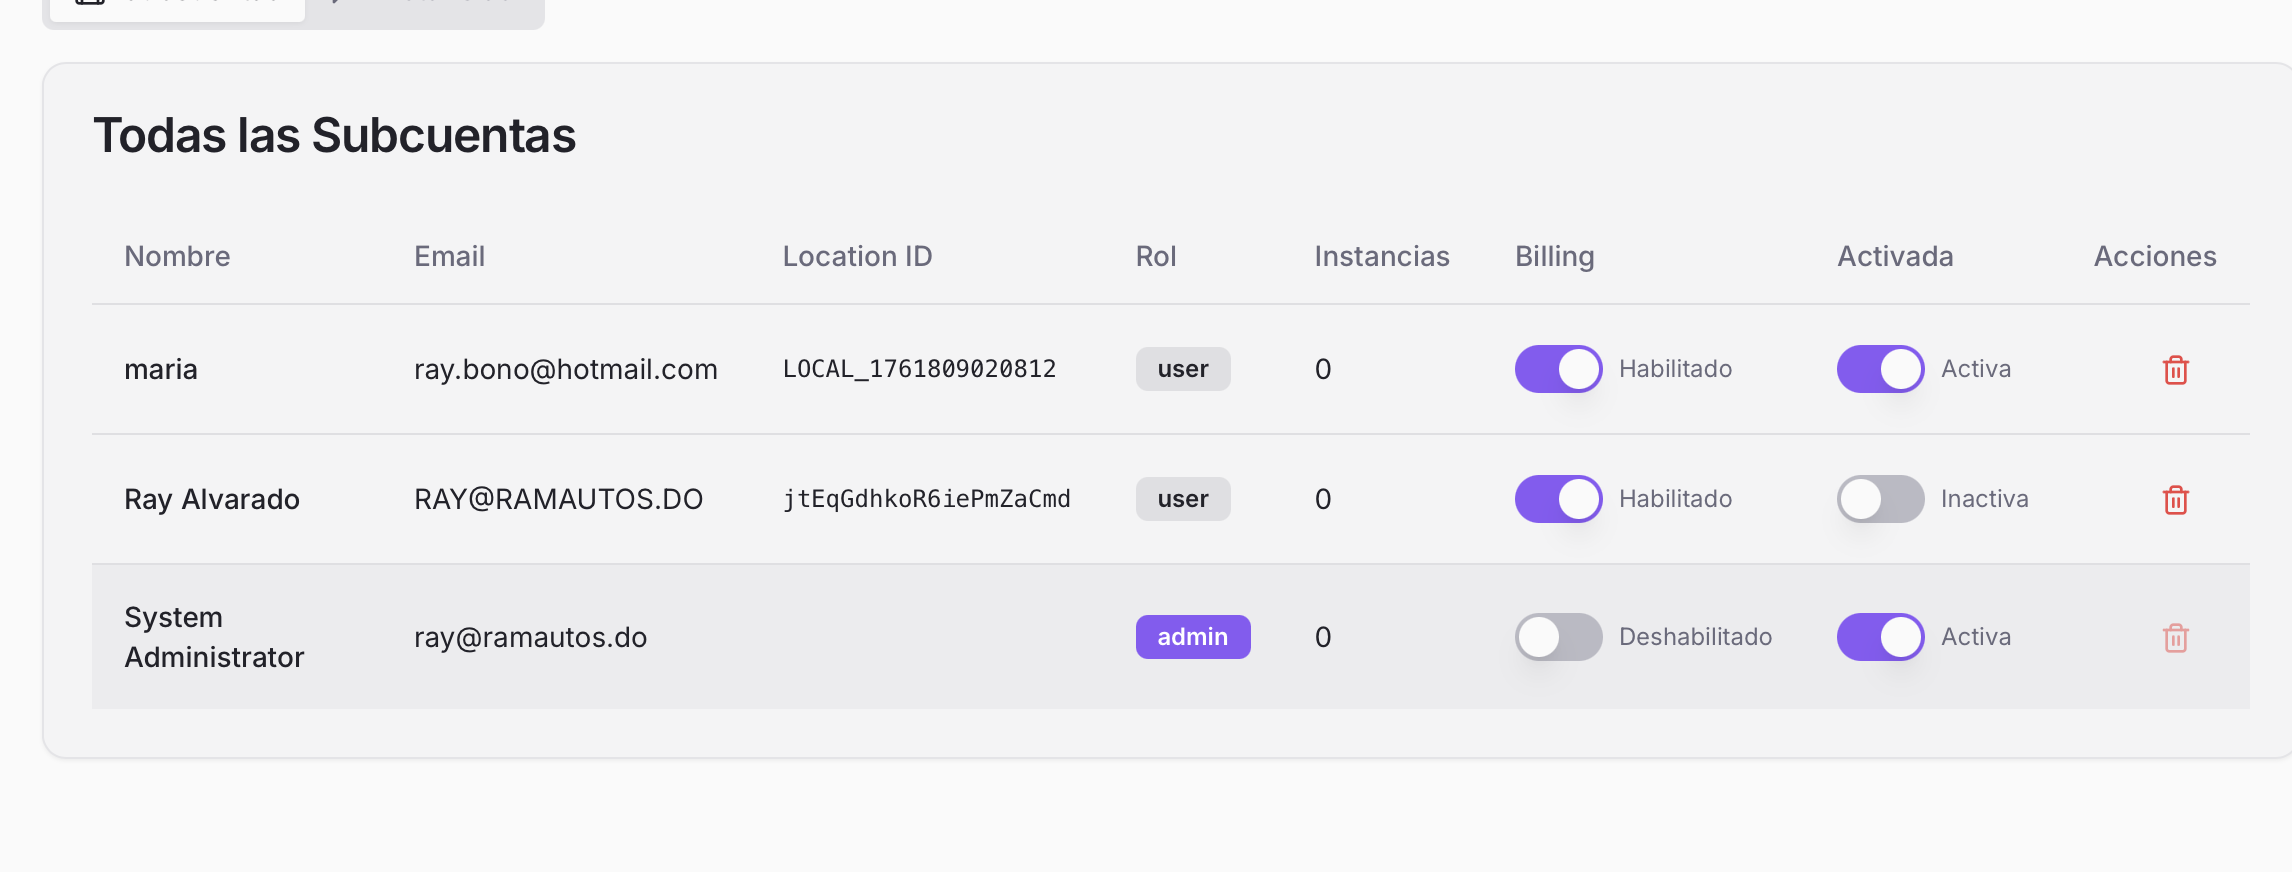 Todas las Subcuentas
Nombre Email Location ID Rol Instancias Billing Activada Acciones
maria ray.bono@hotmail.com LOCAL_1761809020812 user 0 Habilitado Activa
Ray Alvarado RAY@RAMAUTOS.DO jtEqGdhkoR6iePmZaCmd user 0 Habilitado Inactiva
System
Administrator ray@ramautos.do admin 0 Deshabilitado Activa